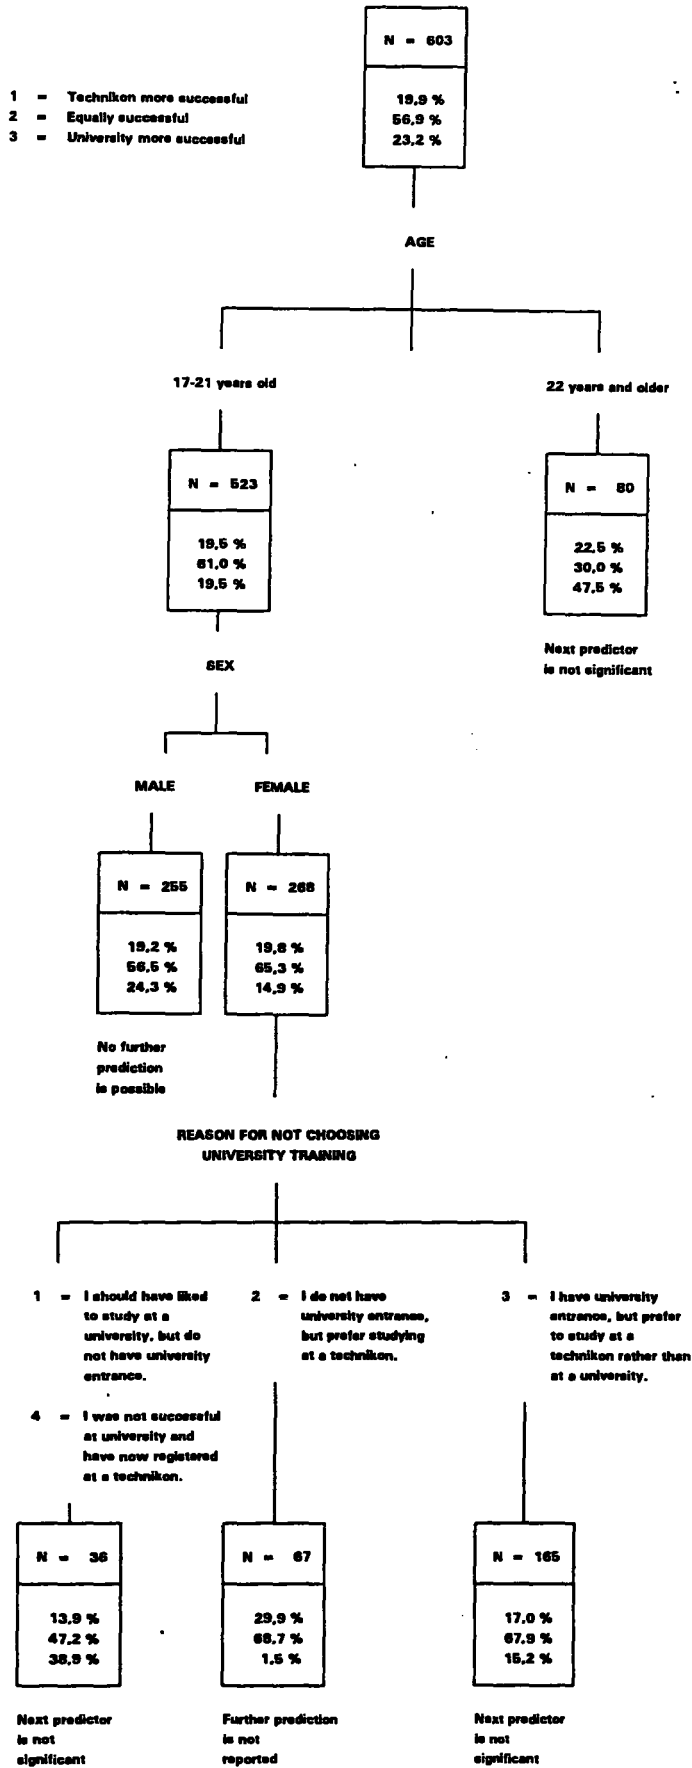 N = 603
19,9 %
56,9 %
23,2 %
1 = Technikon more successful
2 = Equally successful
3 = University more successful
AGE
17-21 years old
22 years and older
N = 523
19,5 %
61,0 %
19,5 %
N = 80
22,5 %
30,0 %
47,5 %
Next predictor
is not significant
SEX
MALE
FEMALE
N = 255
19,2 %
56,5 %
24,3 %
N = 268
19,8 %
65,3 %
14,9 %
No further
prediction
is possible
REASON FOR NOT CHOOSING
UNIVERSITY TRAINING
1 = I should have liked
to study at a
university, but do
not have university
entrance.
4 = I was not successful
at university and
have now registered
at a technikon.
2 = I do not have
university entrance,
but prefer studying
at a technikon.
3 = I have university
entrance, but prefer
to study at a
technikon rather than
at a university.
N = 36
13,9 %
47,2 %
38,9 %
Next predictor
is not
significant
N = 67
29,9 %
68,7 %
1,5 %
Further prediction
is not
reported
N = 165
17,0 %
67,9 %
15,2 %
Next predictor
is not
significant